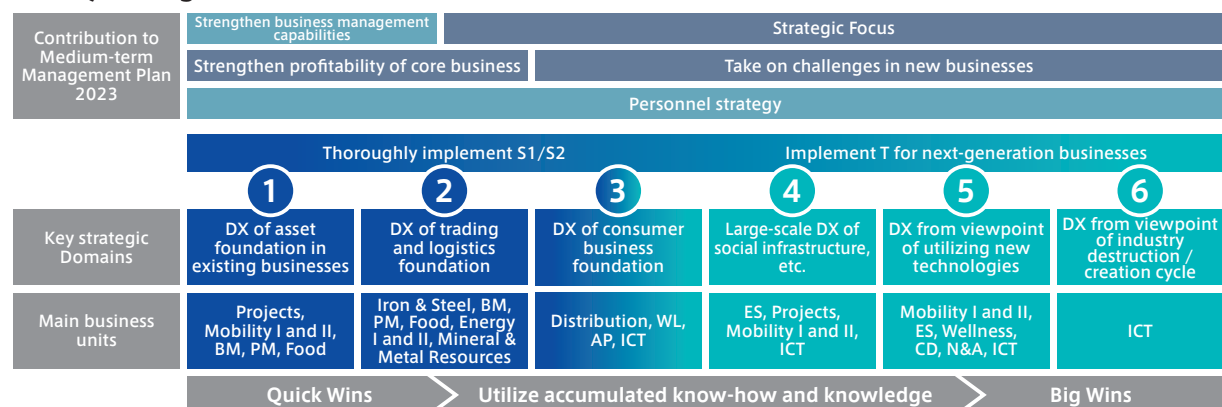 Contribution to
Medium-term
Management Plan
2023
Strengthen business management
capabilities
Strategic Focus
Strengthen profitability of core business
Take on challenges in new businesses
Personnel strategy
Thoroughly implement S1/S2
Implement T for next-generation businesses
1
2
3
4
5
6
Key strategic
Domains
DX of asset
foundation in
existing businesses
DX of trading
and logistics
foundation
DX of consumer
business
foundation
Large-scale DX of
social infrastructure,
etc.
DX from viewpoint
of utilizing new
technologies
DX from viewpoint
of industry
destruction /
creation cycle
Main business
units
Projects,
Mobility I and II,
BM, PM, Food
Iron & Steel, BM,
PM, Food, Energy
I and II, Mineral &
Metal Resources
Distribution, WL,
AP, ICT
ES, Projects,
Mobility I and II,
ICT
Mobility I and II,
ES, Wellness,
CD, N&A, ICT
ICT
Quick Wins
Utilize accumulated know-how and knowledge
Big Wins